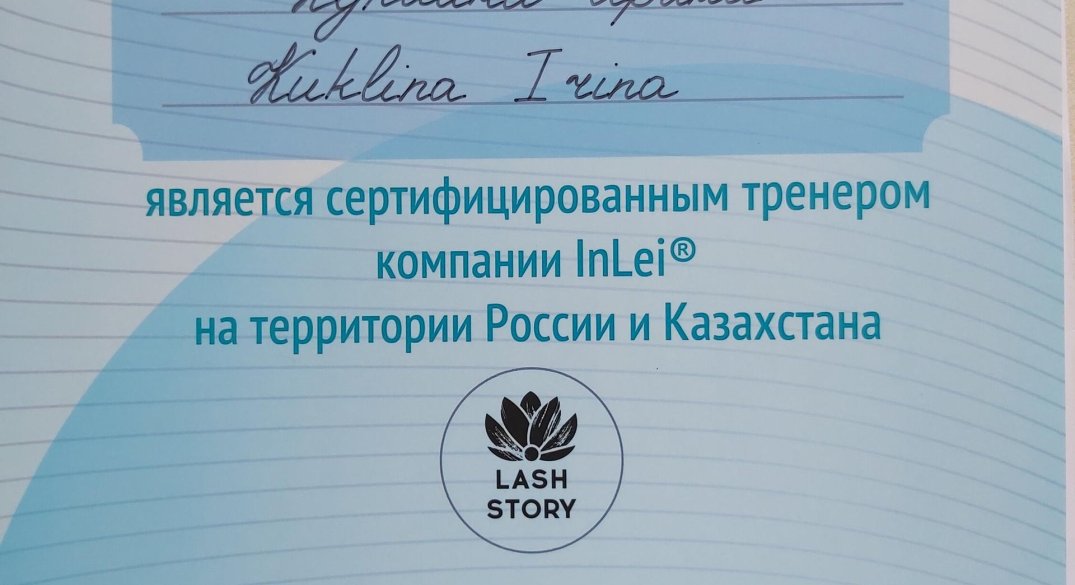 Kuklina Irina
является сертифицированным тренером
компании InLei®
на территории России и Казахстана
LASH
STORY